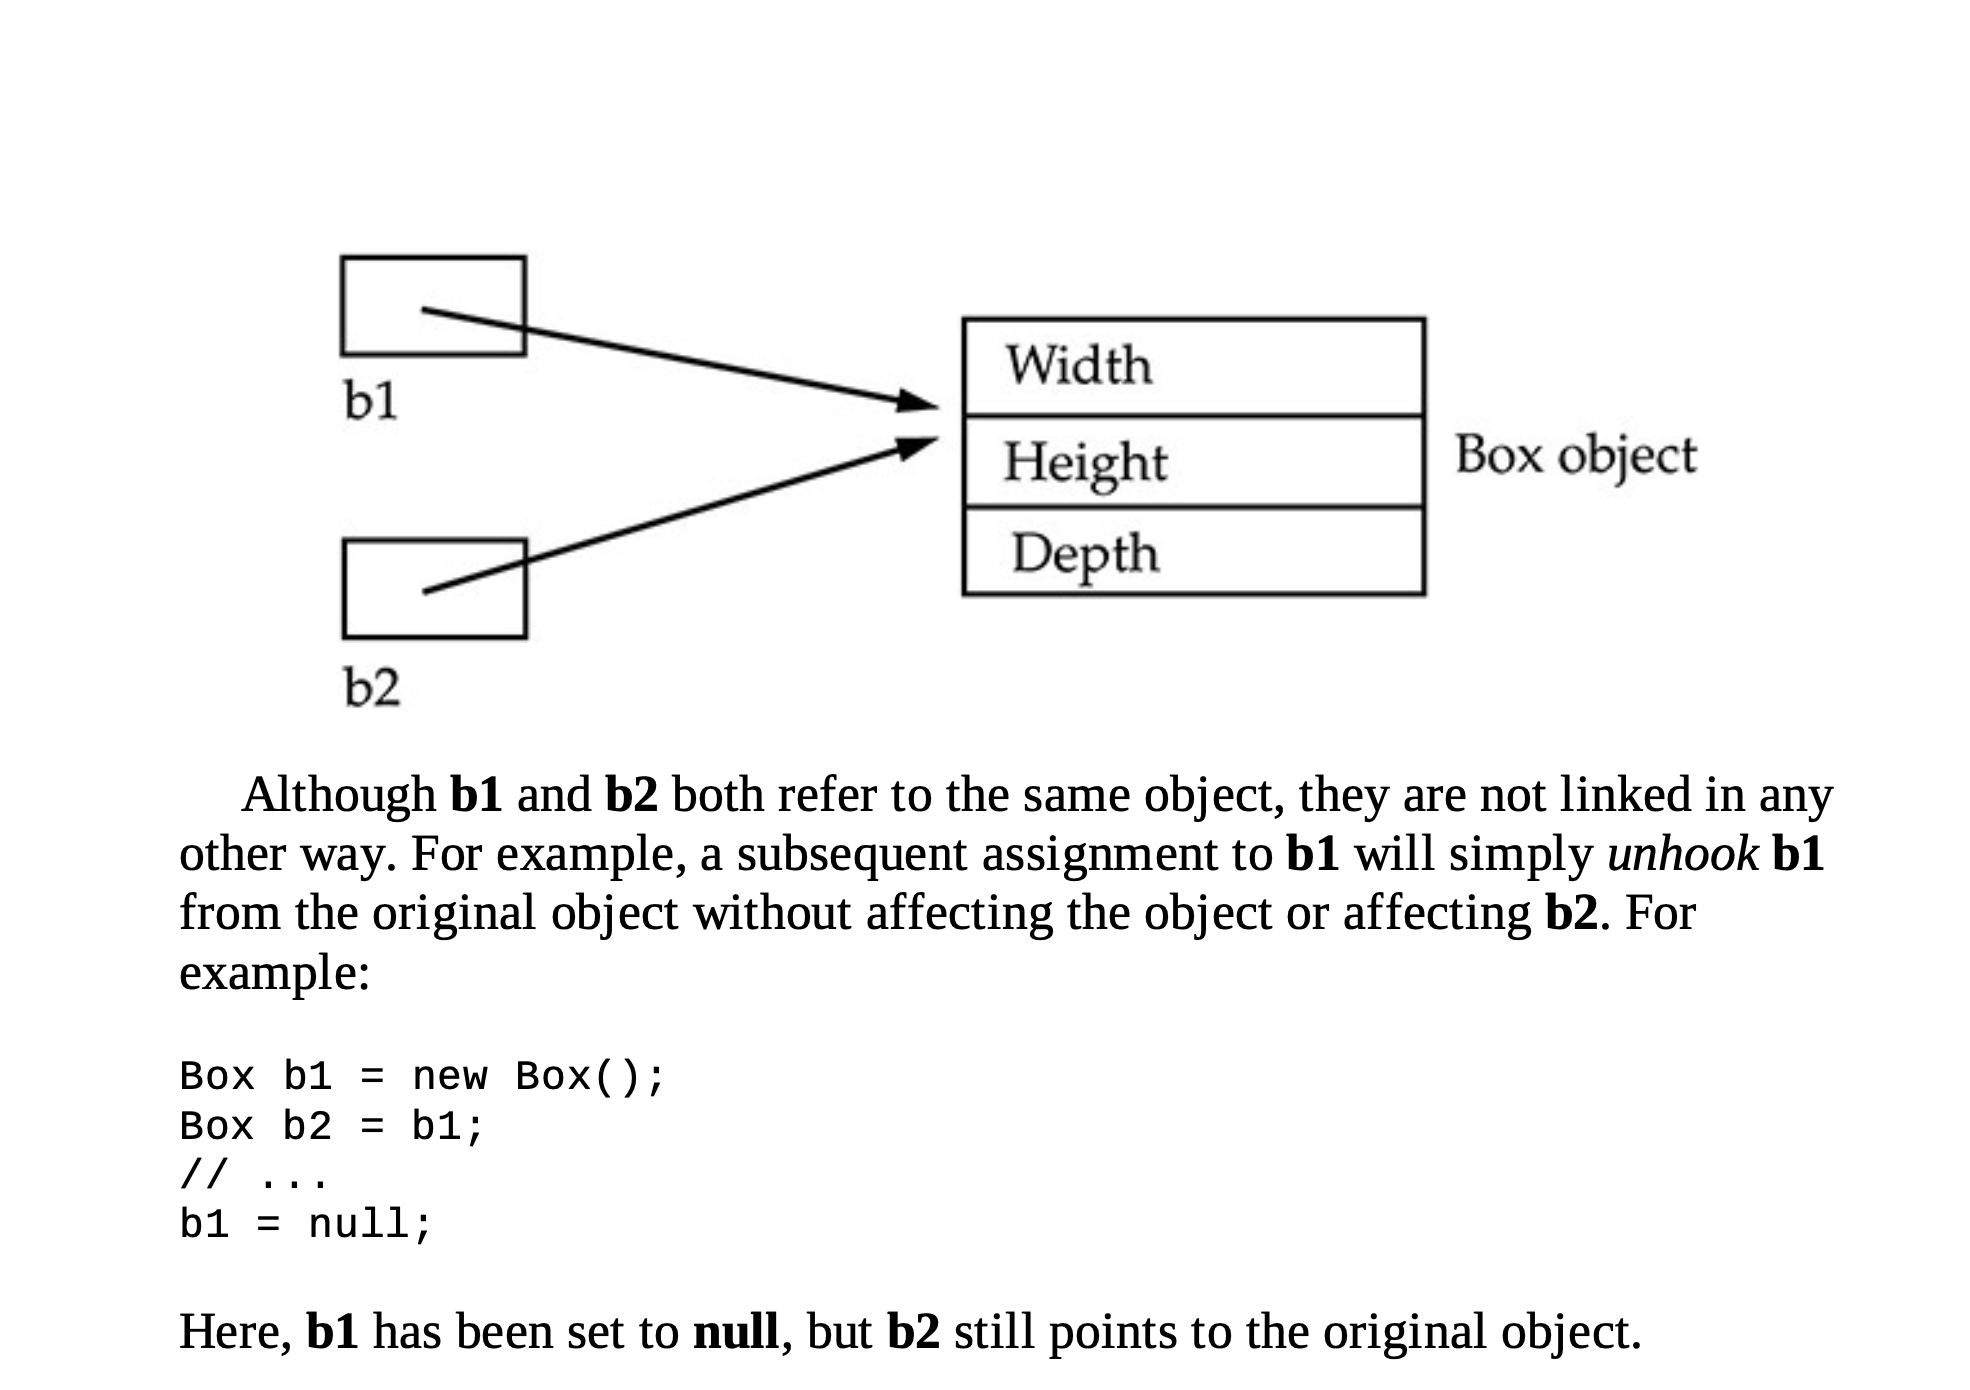 b1
Width
Height
Box object
Depth
b2
Although b1 and b2 both refer to the same object, they are not linked in any
other way. For example, a subsequent assignment to b1 will simply unhook b1
from the original object without affecting the object or affecting b2. For
example:
Box b1 = new Box();
Box b2 = b1;
// ...
b1 = null;
Here, b1 has been set to null, but b2 still points to the original object.